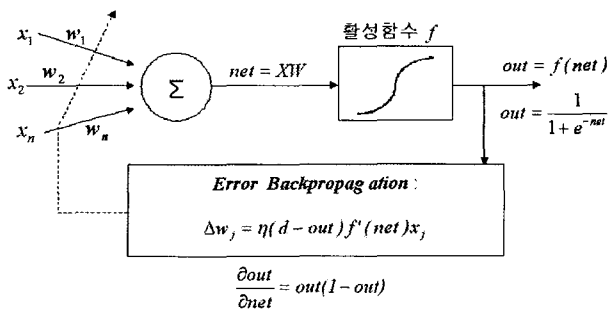 활성함수 f
x₁ w₁
x₂ w₂
xₙ wₙ
Σ
net = XW
out = f(net)
out = 1 / (1 + e^{-net})
Error Backpropagation :
Δwⱼ = η(d - out) f'(net)xⱼ
∂out / ∂net = out(1 - out)